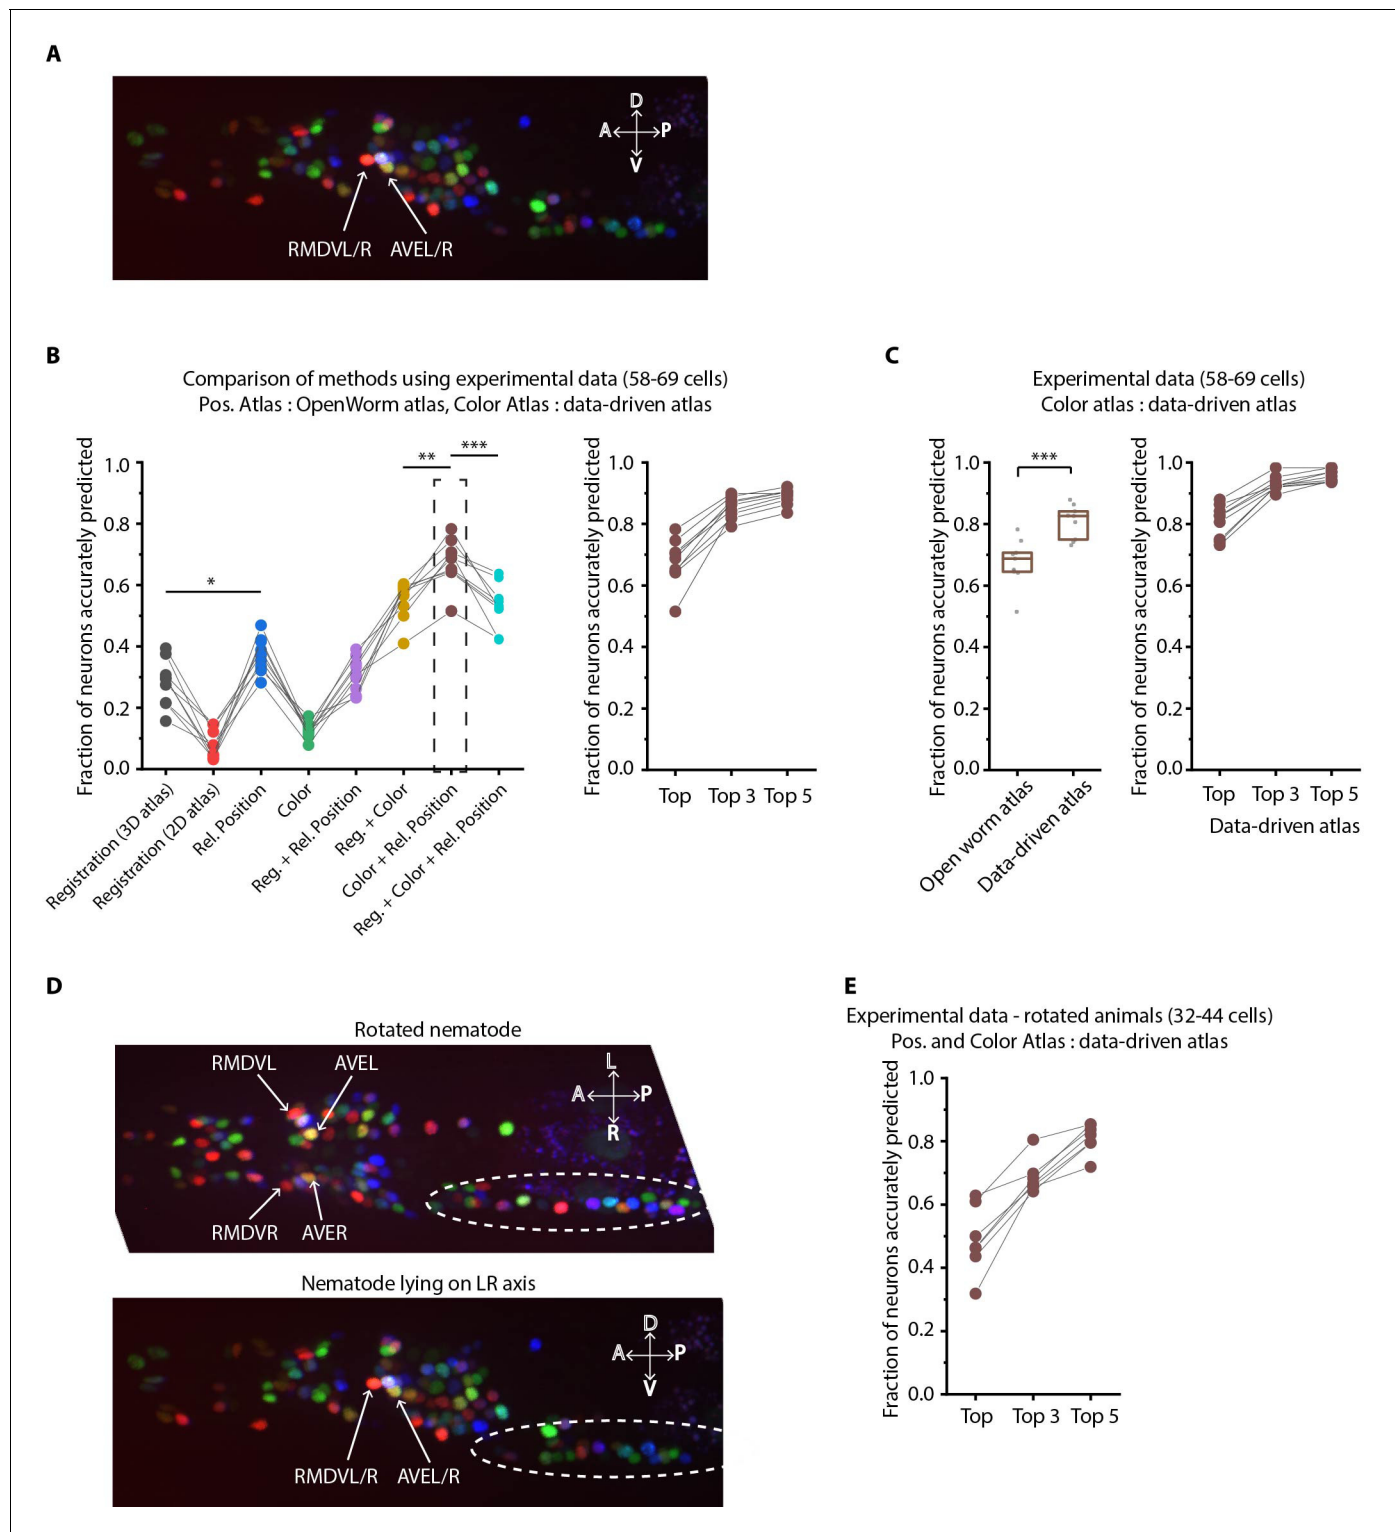 A
D
A P
V
RMDVL/R AVEL/R
B
Comparison of methods using experimental data (58-69 cells)
Pos. Atlas : OpenWorm atlas, Color Atlas : data-driven atlas
Fraction of neurons accurately predicted
1.0
0.8
0.6
0.4
0.2
0.0
*
**
***
Registration (3D atlas)
Registration (2D atlas)
Rel. Position
Color
Reg. + Rel. Position
Reg. + Color
Color + Rel. Position
Reg. + Color + Rel. Position
Fraction of neurons accurately predicted
1.0
0.8
0.6
0.4
0.2
0.0
Top Top 3 Top 5
C
Experimental data (58-69 cells)
Color atlas : data-driven atlas
Fraction of neurons accurately predicted
1.0
0.8
0.6
0.4
0.2
0.0
***
Open worm atlas
Data-driven atlas
Fraction of neurons accurately predicted
1.0
0.8
0.6
0.4
0.2
0.0
Top Top 3 Top 5
Data-driven atlas
D
Rotated nematode
RMDVL AVEL
L
A P
R
RMDVR AVER
Nematode lying on LR axis
D
A P
V
RMDVL/R AVEL/R
E
Experimental data - rotated animals (32-44 cells)
Pos. and Color Atlas : data-driven atlas
Fraction of neurons accurately predicted
1.0
0.8
0.6
0.4
0.2
0.0
Top Top 3 Top 5